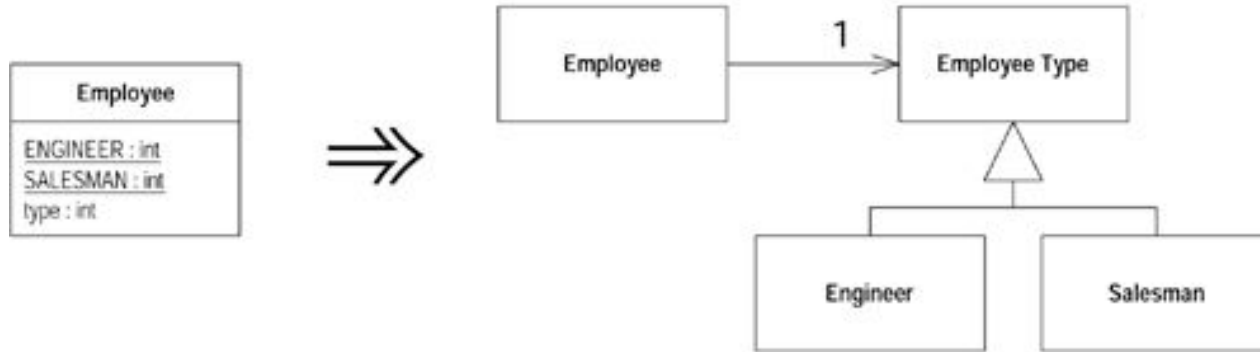 Employee
ENGINEER : int
SALESMAN : int
type : int
Employee
1
Employee Type
Engineer
Salesman